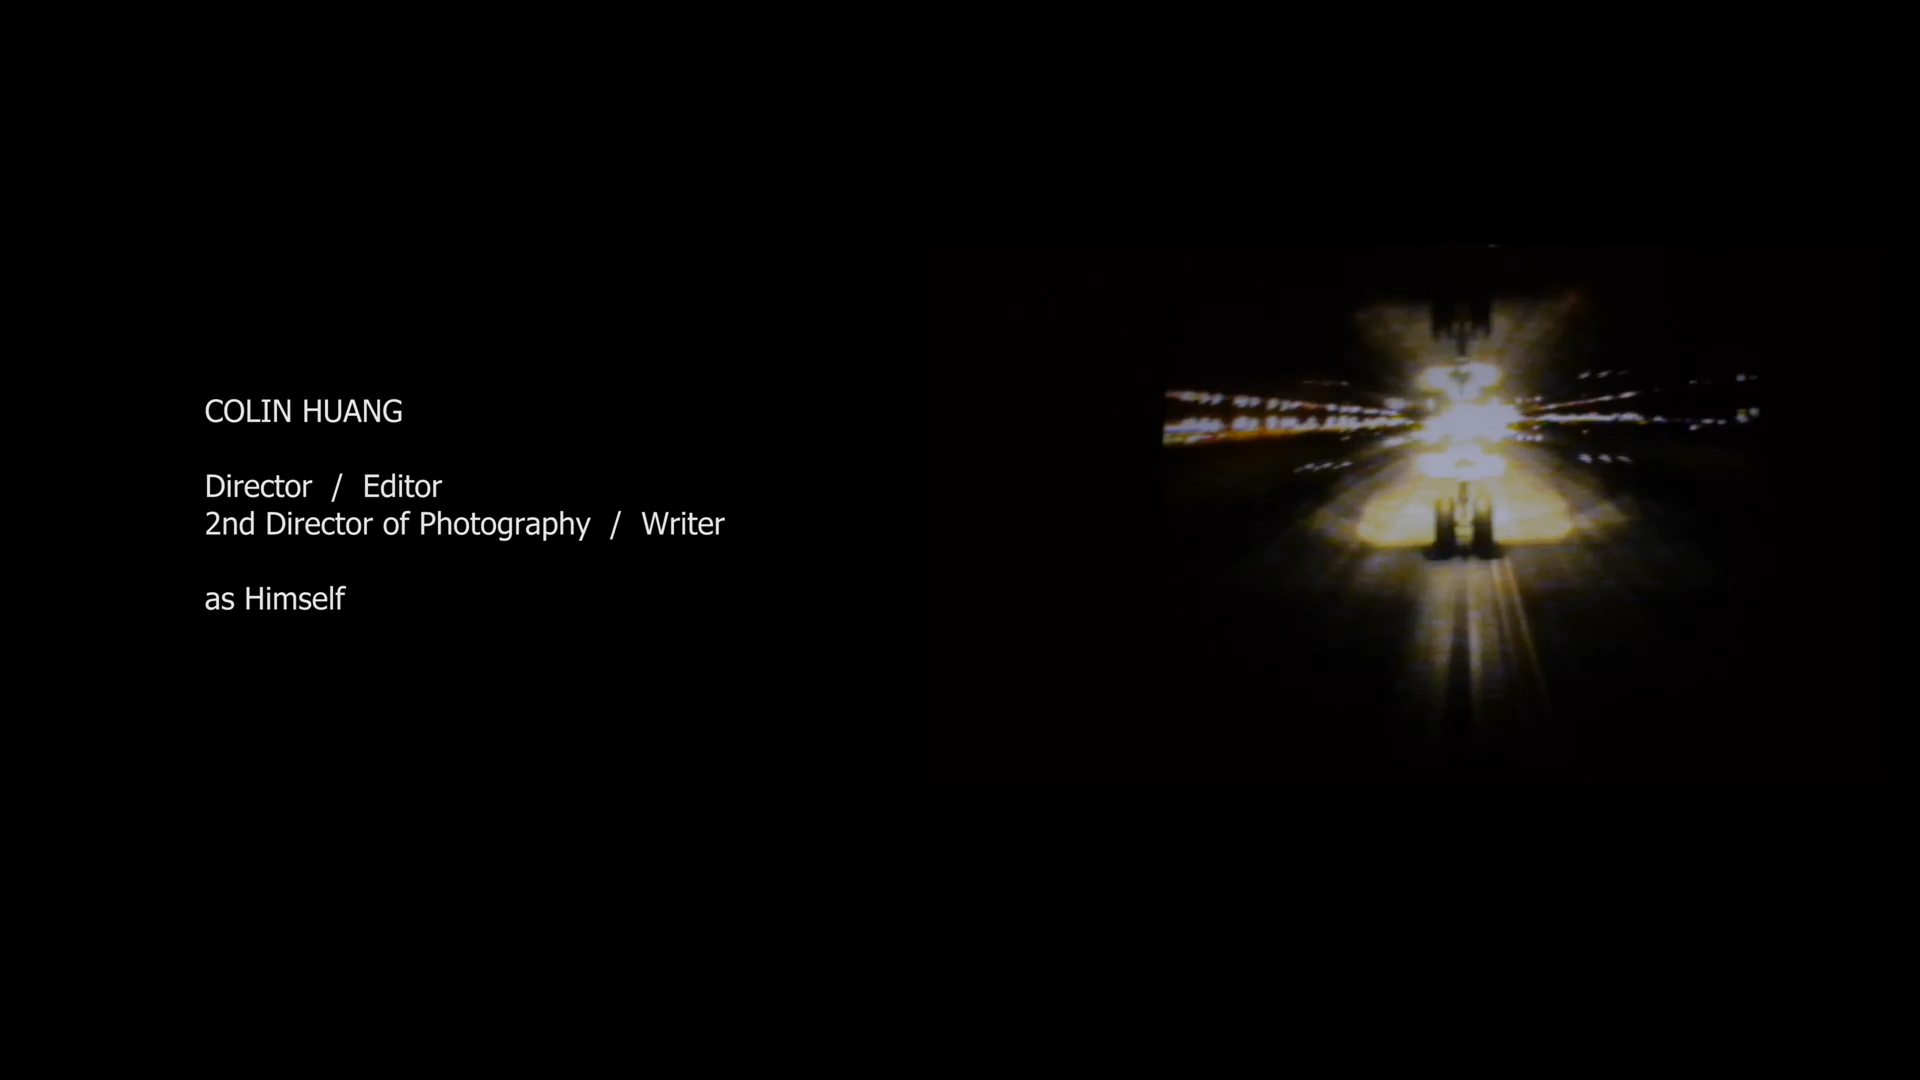 COLIN HUANG
Director / Editor
2nd Director of Photography / Writer
as Himself